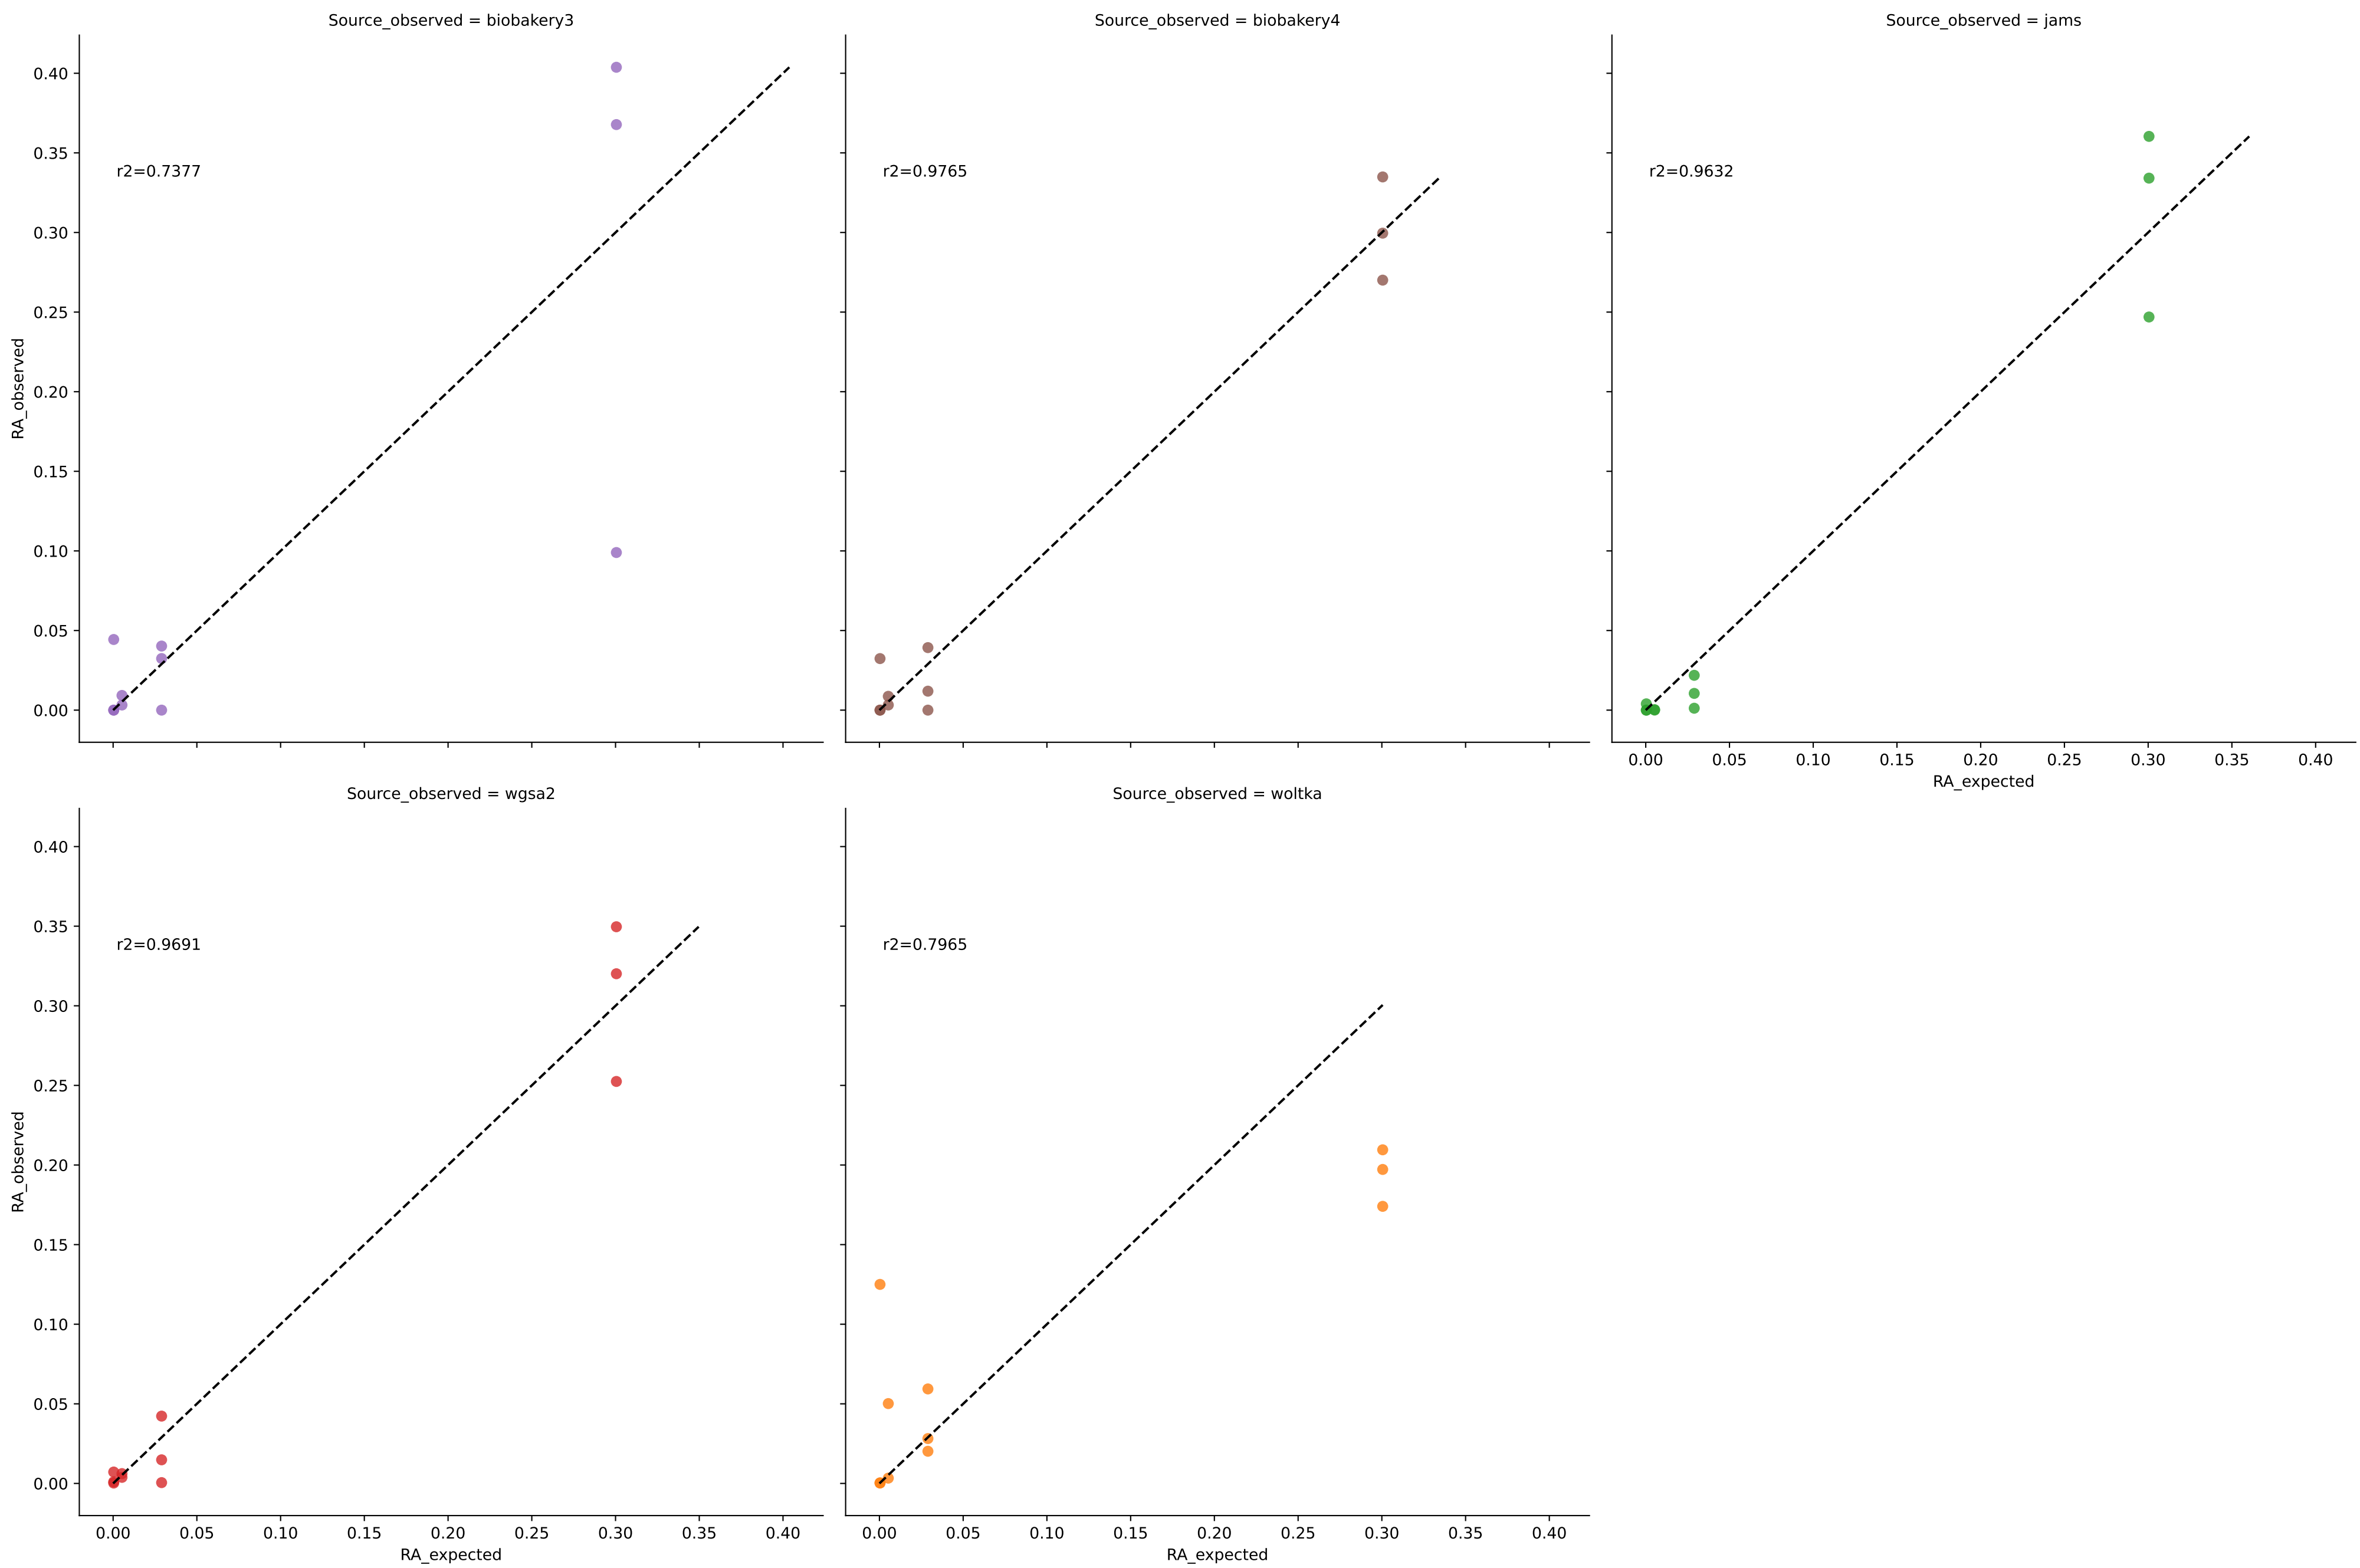 Source_observed = biobakery3
Source_observed = biobakery4
Source_observed = jams
0.40
0.35
0.30
0.25
0.20
0.15
0.10
0.05
0.00
RA_observed
r2=0.7377
r2=0.9765
r2=0.9632
0.00 0.05 0.10 0.15 0.20 0.25 0.30 0.35 0.40
RA_expected
Source_observed = wgsa2
Source_observed = woltka
0.40
0.35
0.30
0.25
0.20
0.15
0.10
0.05
0.00
RA_observed
r2=0.9691
r2=0.7965
0.00 0.05 0.10 0.15 0.20 0.25 0.30 0.35 0.40
RA_expected
0.00 0.05 0.10 0.15 0.20 0.25 0.30 0.35 0.40
RA_expected